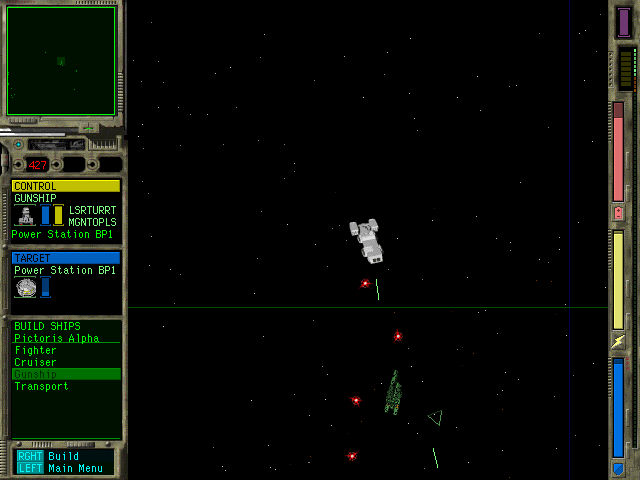 427
CONTROL
GUNSHIP
LSRTURRT
MGNTOPLS
Power Station BP1
TARGET
Power Station BP1
BUILD SHIPS
Pictoris Alpha
Fighter
Cruiser
Gunship
Transport
RGHT Build
LEFT Main Menu